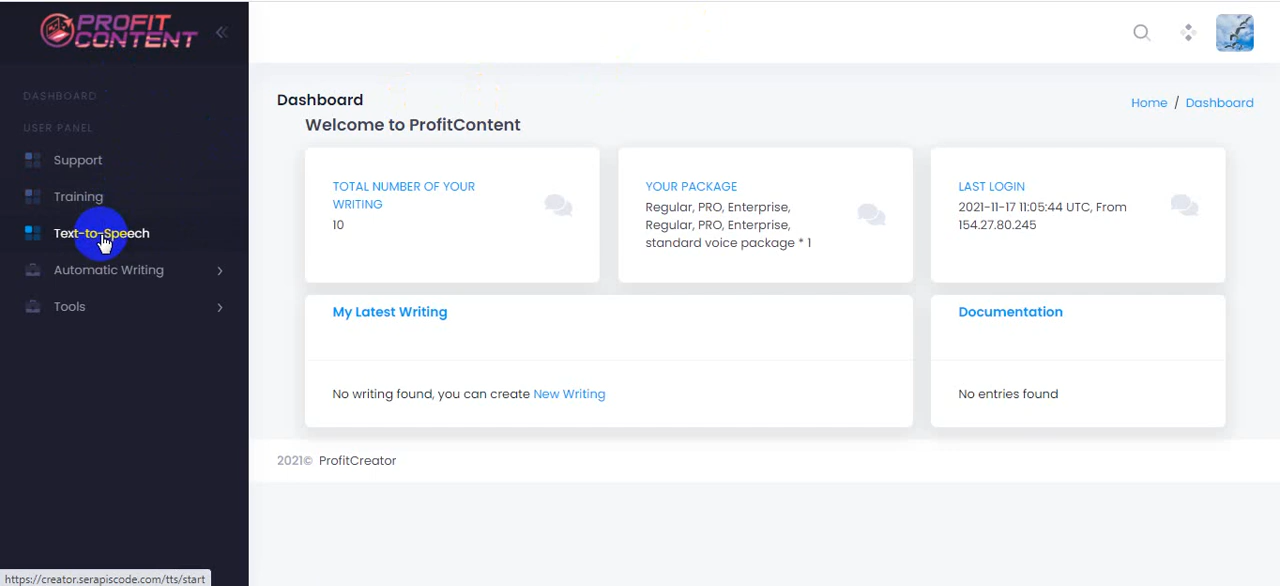 PROFIT
CONTENT
DASHBOARD
USER PANEL
Support
Training
Text-to-Speech
Automatic Writing
Tools
Dashboard
Home / Dashboard
Welcome to ProfitContent
TOTAL NUMBER OF YOUR
WRITING
10
YOUR PACKAGE
Regular, PRO, Enterprise,
Regular, PRO, Enterprise,
standard voice package * 1
LAST LOGIN
2021-11-17 11:05:44 UTC, From
154.27.80.245
My Latest Writing
No writing found, you can create New Writing
Documentation
No entries found
2021© ProfitCreator
https://creator.serapiscode.com/tts/start